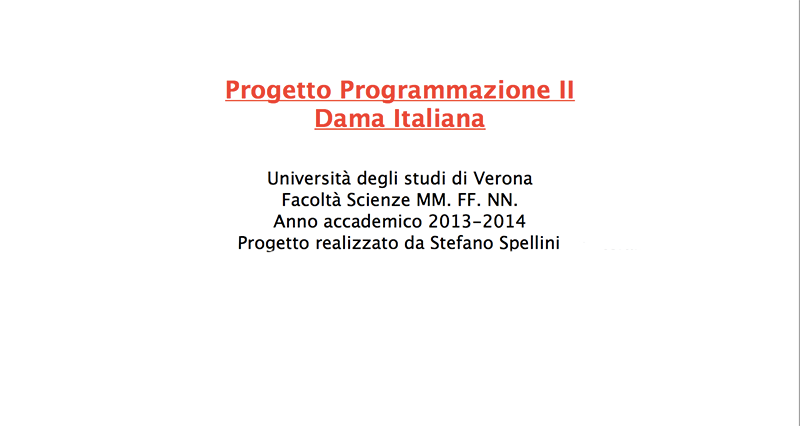 Progetto Programmazione II
Dama Italiana
Università degli studi di Verona
Facoltà Scienze MM. FF. NN.
Anno accademico 2013-2014
Progetto realizzato da Stefano Spellini